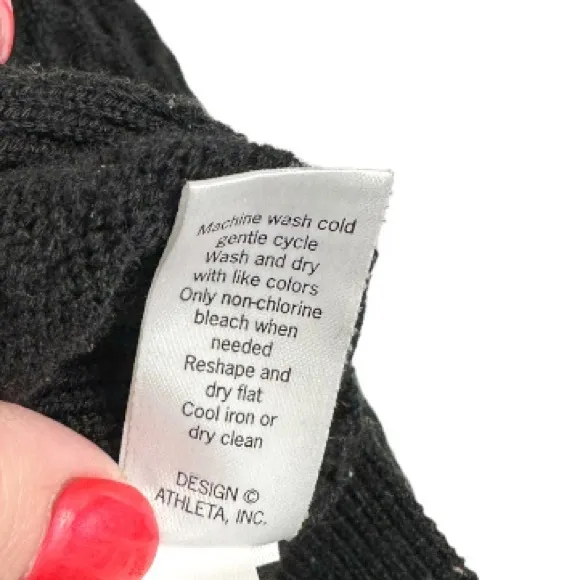 Machine wash cold
gentle cycle
Wash and dry
with like colors
Only non-chlorine
bleach when
needed
Reshape and
dry flat
Cool iron or
dry clean
DESIGN ©
ATHLETA, INC.